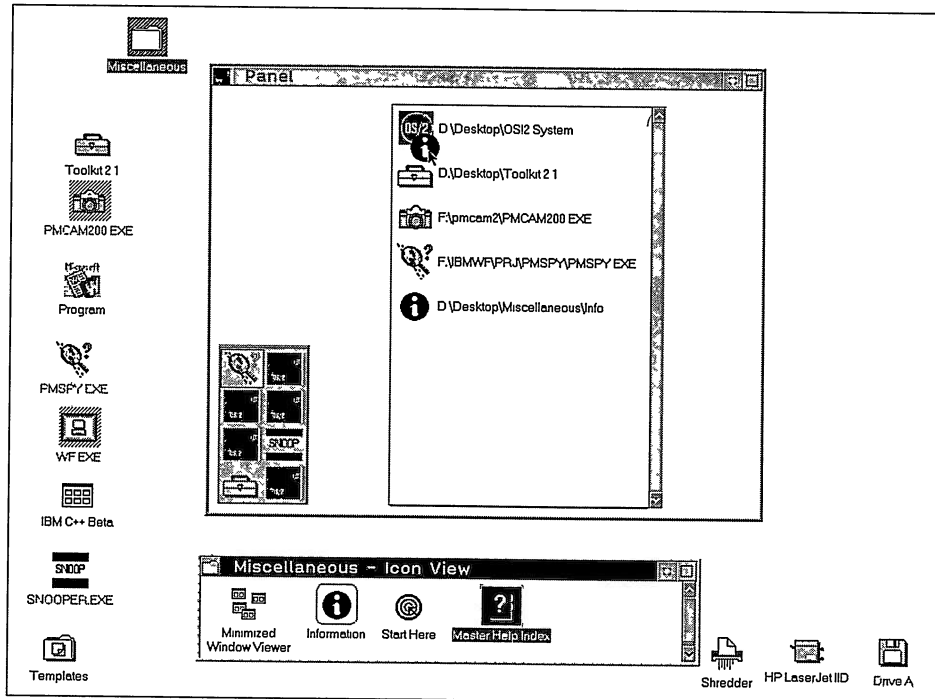 Miscellaneous
Panel
D \Desktop\OSI2 System
OS/2
D.\Desktop\Toolkit 2 1
F:\pmcam2\PMCAM200 EXE
F.\IBMWF\PRJ\PMSPY\PMSPY EXE
D \Desktop\Miscellaneous\Info
Toolkit 2 1
PMCAM200 EXE
Program
PMSPY EXE
WF EXE
IBM C++ Beta
SNOOP
SNOOPER.EXE
Templates
SNOOP
Miscellaneous - Icon View
Minimized
Window Viewer
Information
Start Here
Master Help Index
Shredder
HP LaserJet IID
Drive A